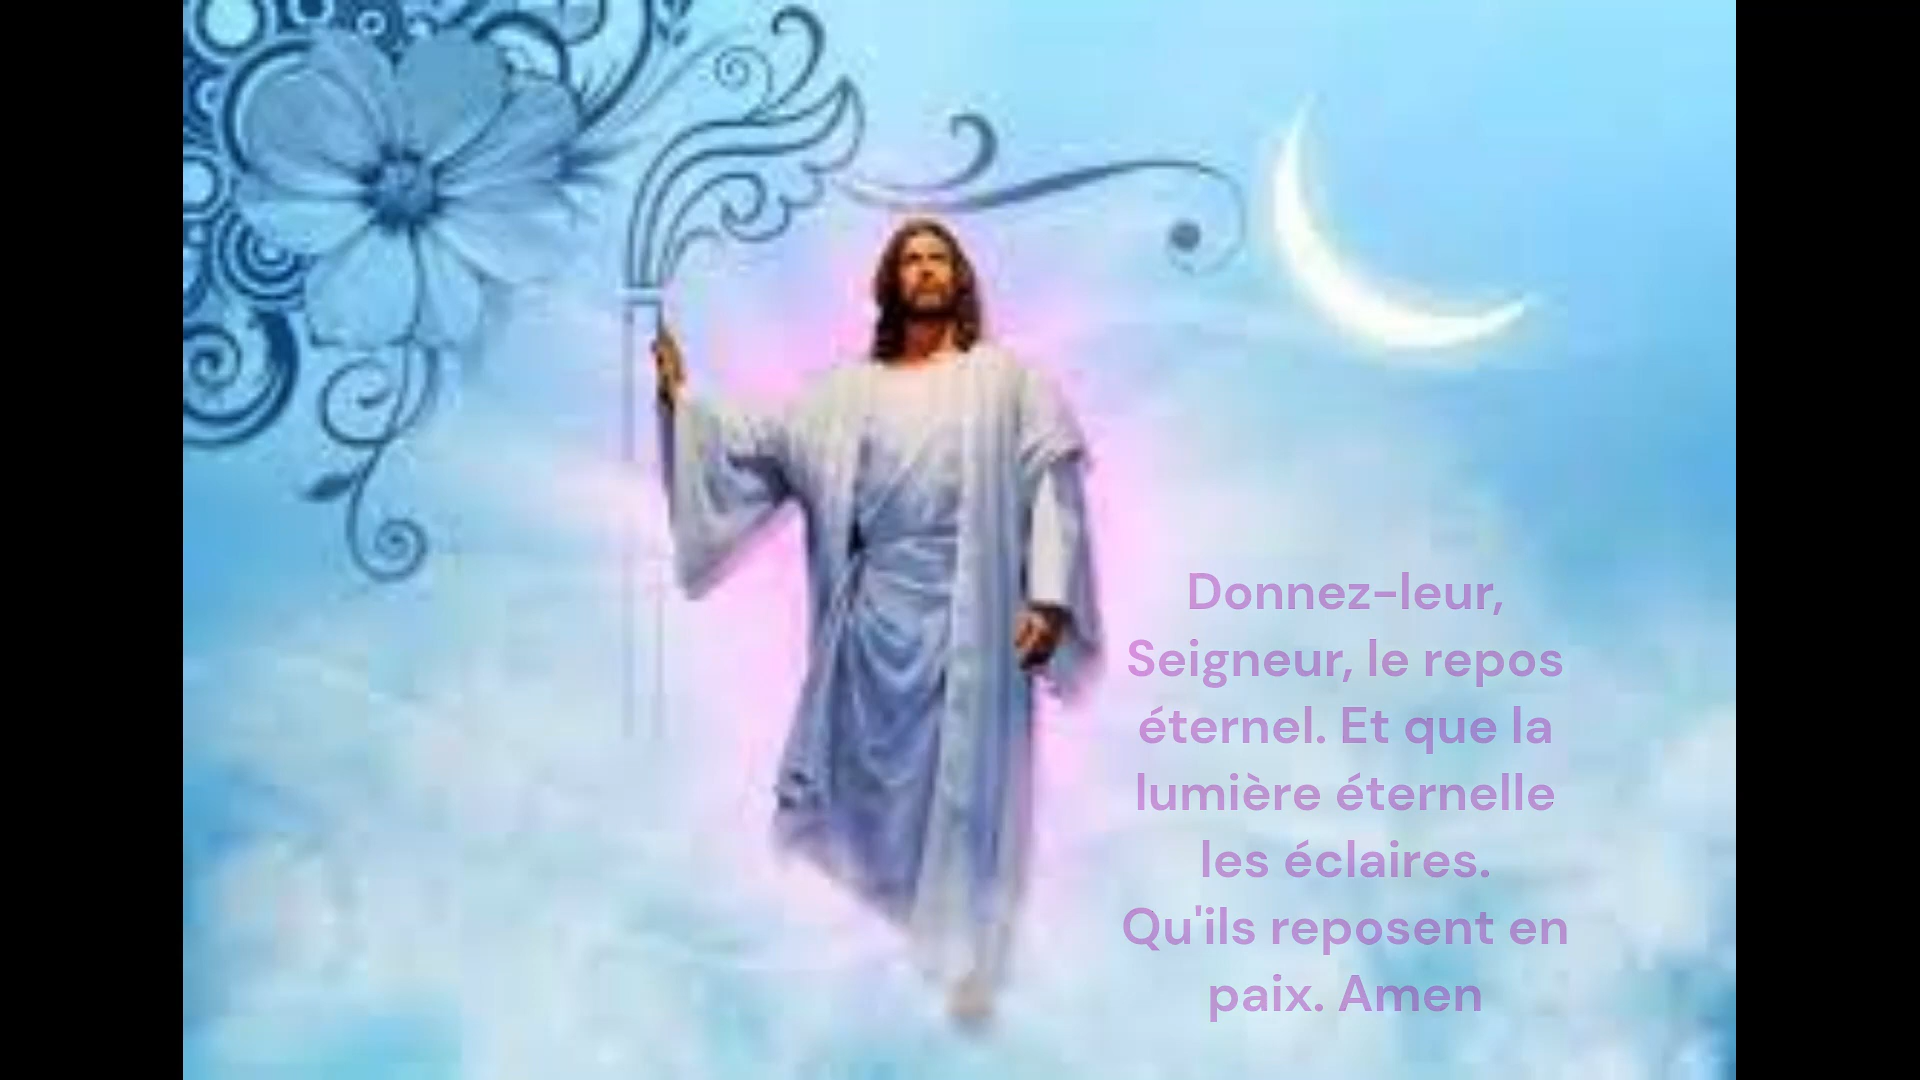 Donnez-leur,
Seigneur, le repos
éternel. Et que la
lumière éternelle
les éclaires.
Qu'ils reposent en
paix. Amen